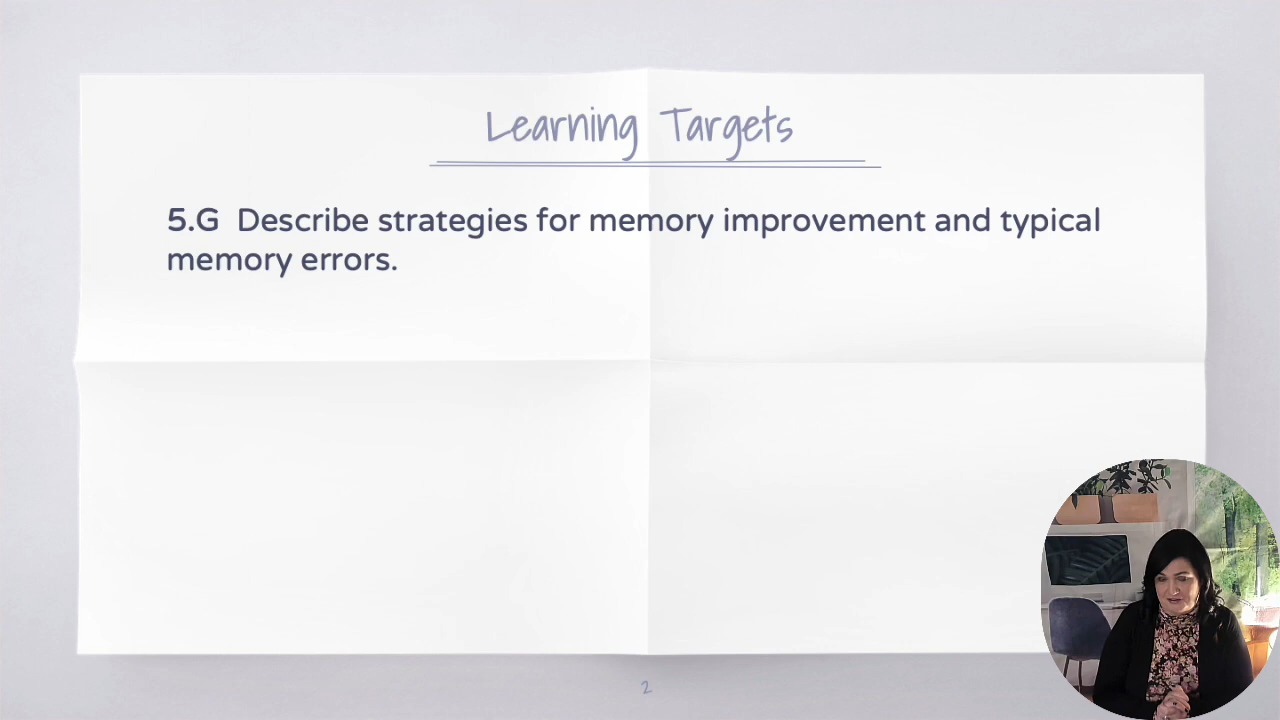 Learning Targets
5.G Describe strategies for memory improvement and typical
memory errors.
2